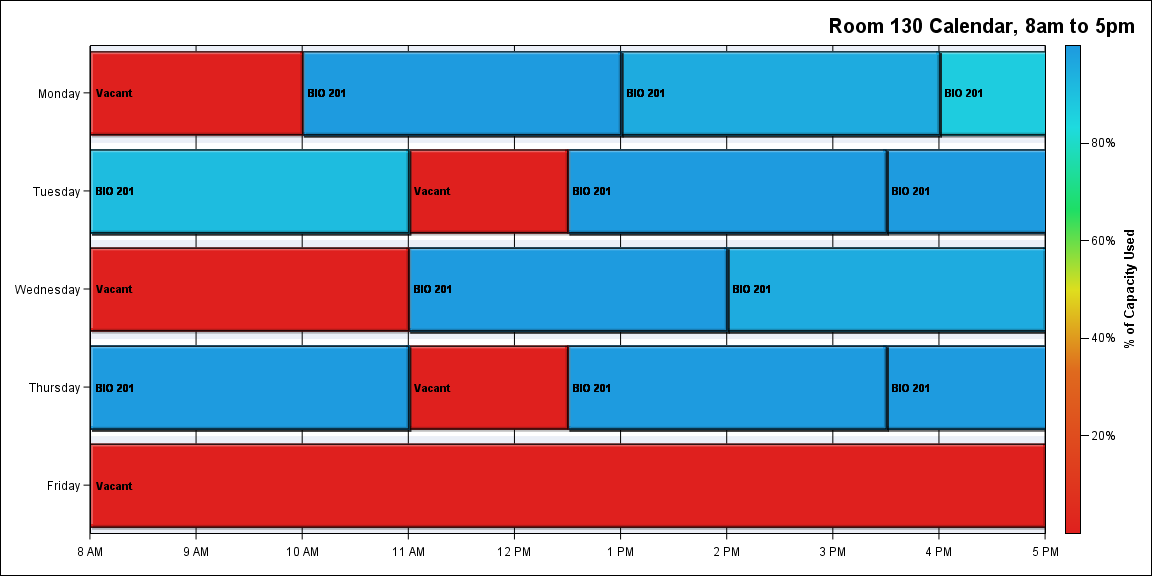 Room 130 Calendar, 8am to 5pm
Monday
Vacant
BIO 201
BIO 201
BIO 201
Tuesday
BIO 201
Vacant
BIO 201
BIO 201
Wednesday
Vacant
BIO 201
BIO 201
Thursday
BIO 201
Vacant
BIO 201
BIO 201
Friday
Vacant
8 AM
9 AM
10 AM
11 AM
12 PM
1 PM
2 PM
3 PM
4 PM
5 PM
80%
60%
40%
20%
% of Capacity Used